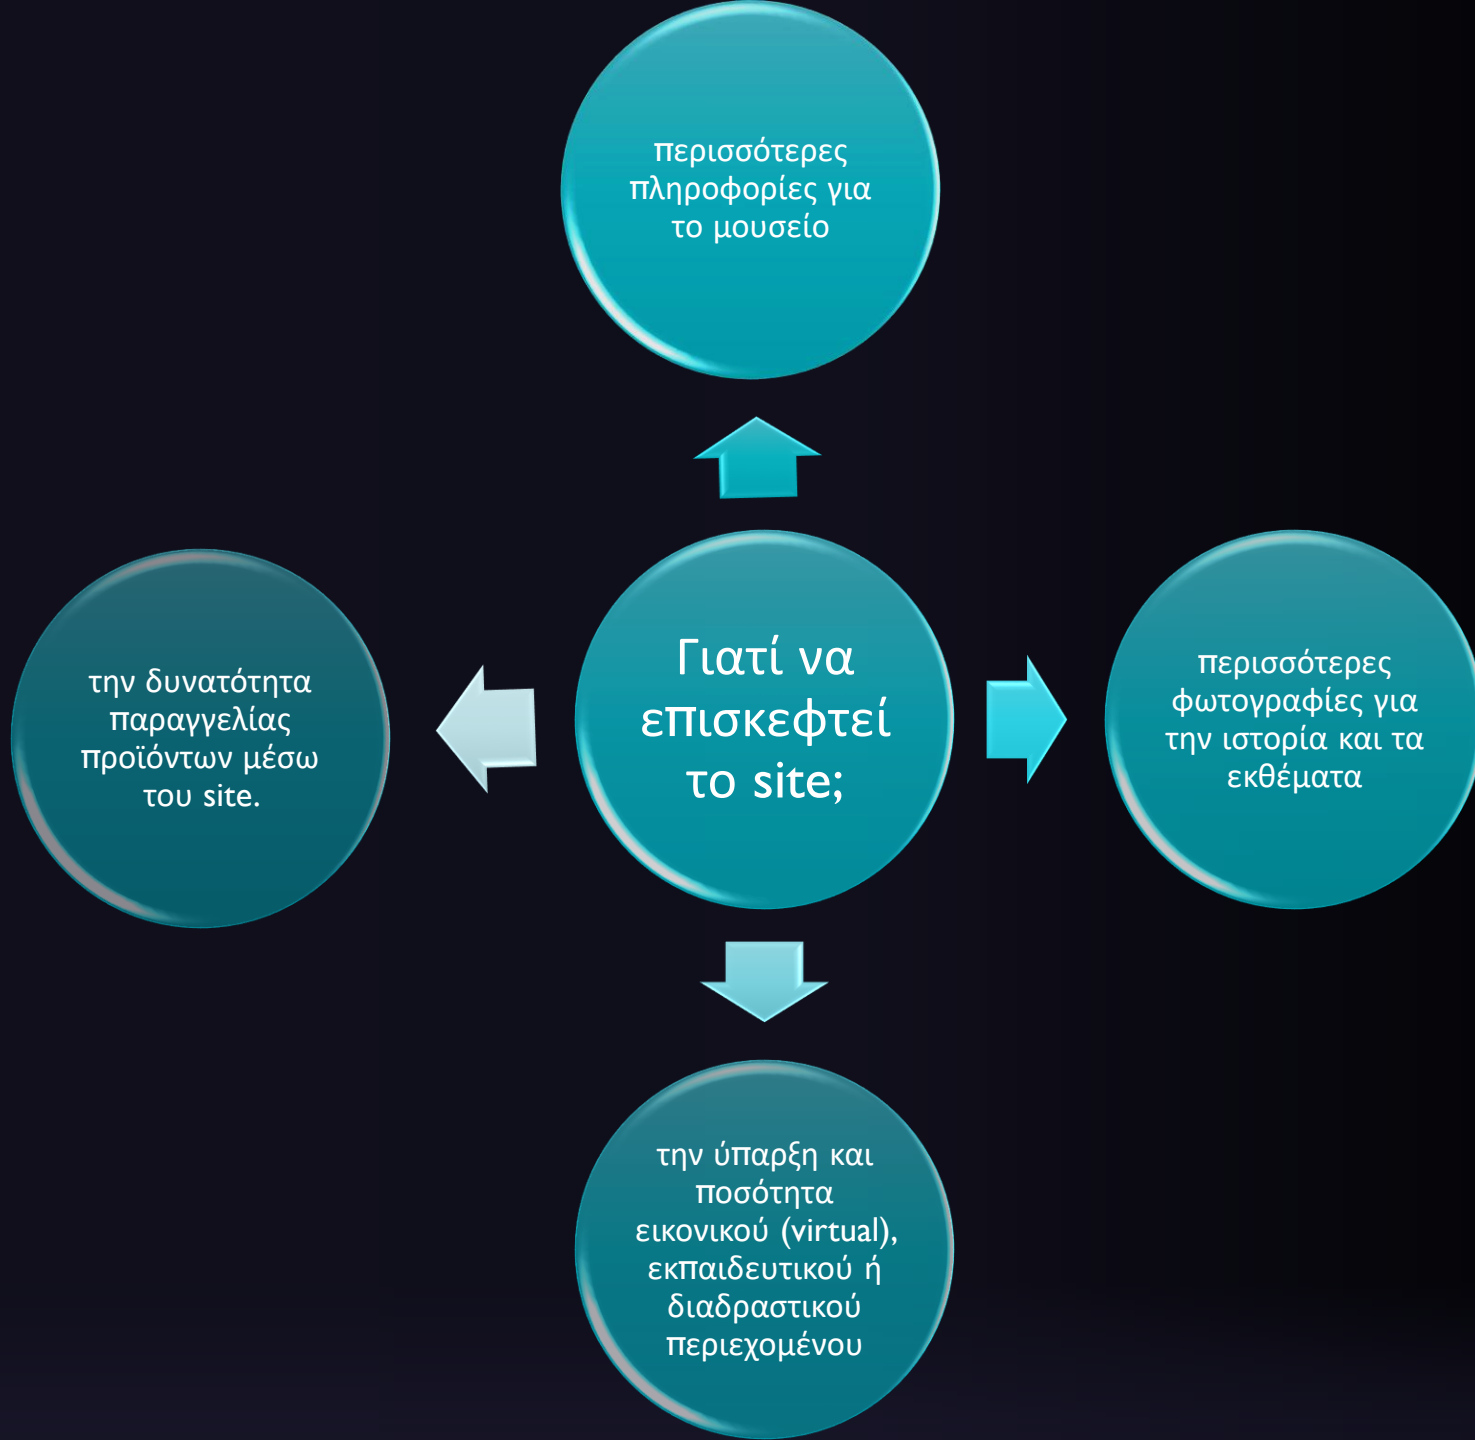 περισσότερες
πληροφορίες για
το μουσείο
την δυνατότητα
παραγγελίας
προϊόντων μέσω
του site.
Γιατί να
επισκεφτεί
το site;
περισσότερες
φωτογραφίες για
την ιστορία και τα
εκθέματα
την ύπαρξη και
ποσότητα
εικονικού (virtual),
εκπαιδευτικού ή
διαδραστικού
περιεχομένου